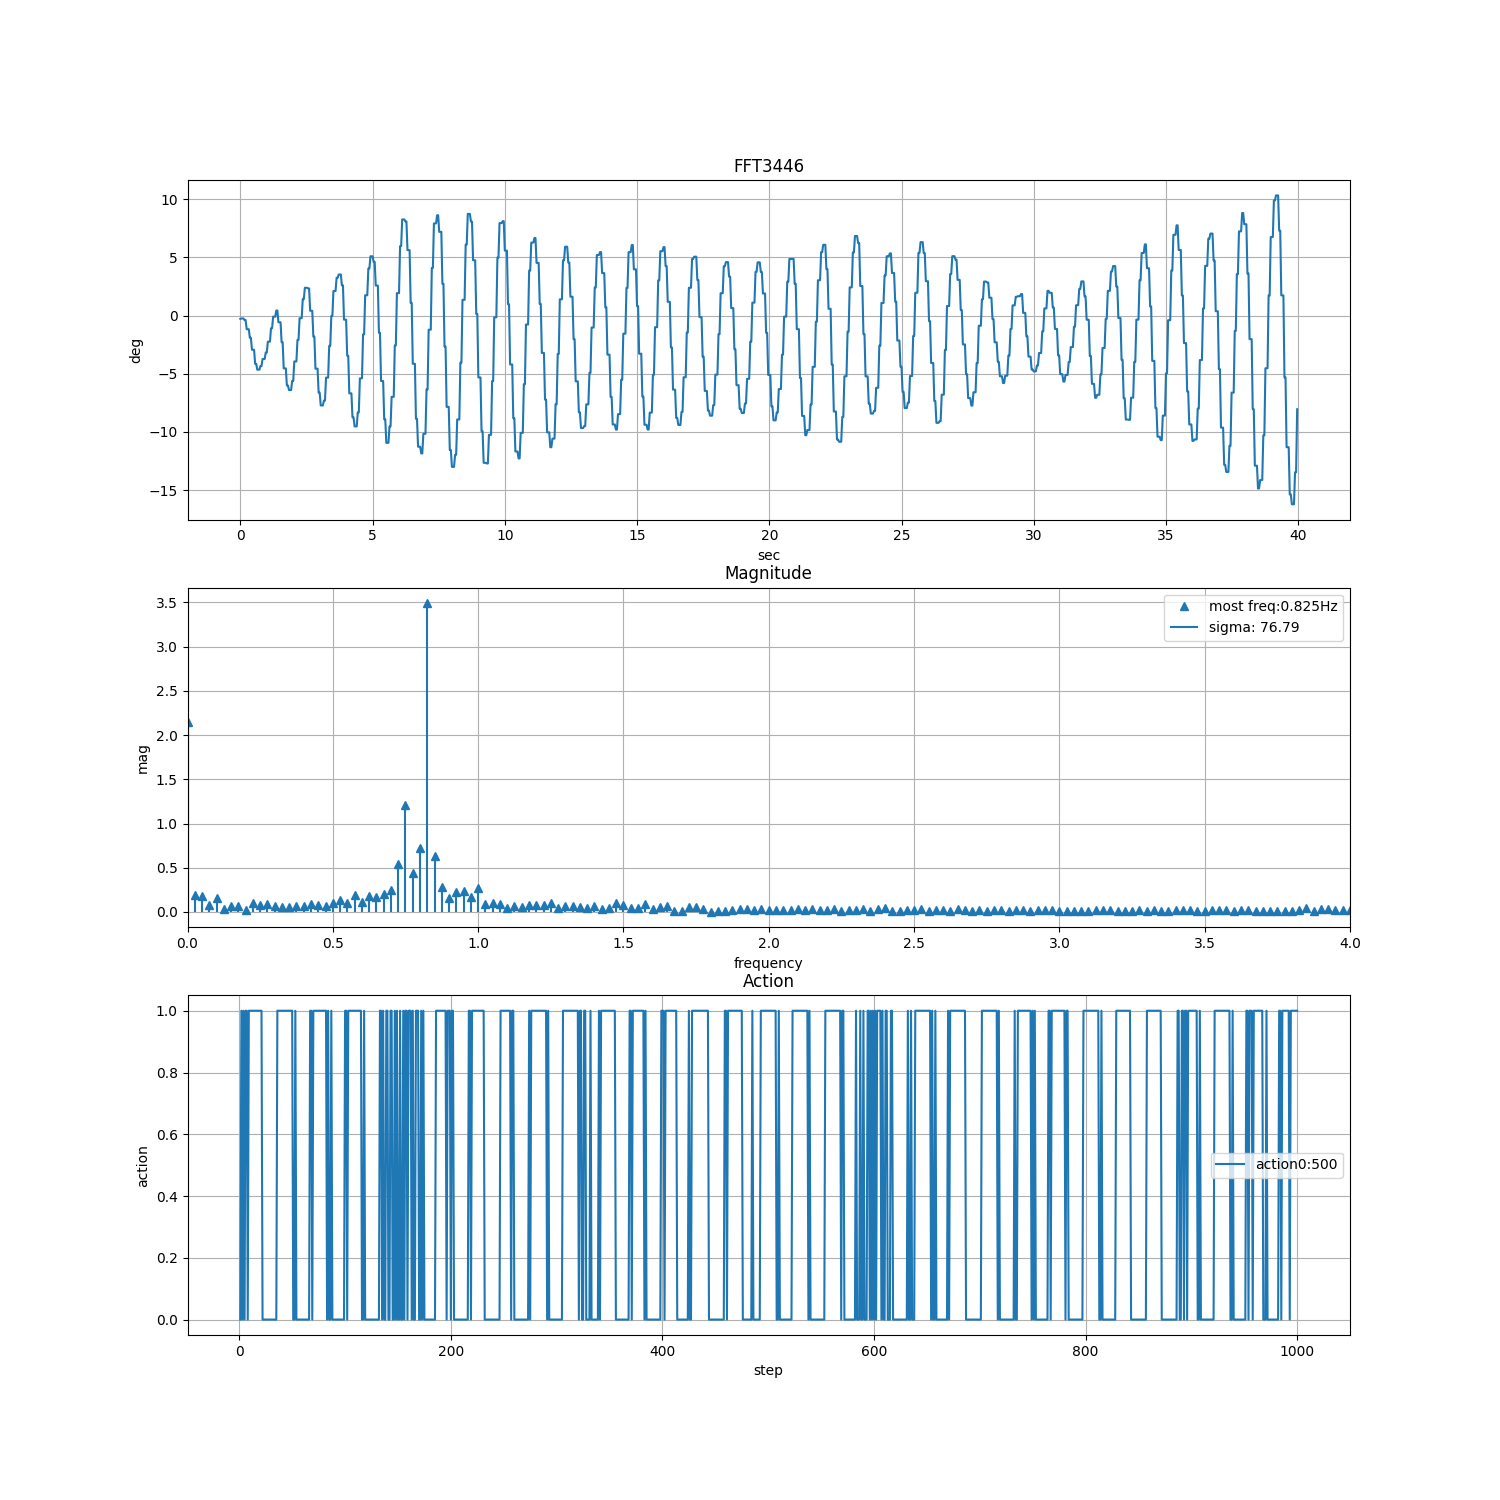 FFT3446
10
5
0
−5
−10
−15
deg
0 5 10 15 20 25 30 35 40
sec
Magnitude
3.5
3.0
2.5
2.0
1.5
1.0
0.5
0.0
mag
most freq:0.825Hz
sigma: 76.79
0.0 0.5 1.0 1.5 2.0 2.5 3.0 3.5 4.0
frequency
Action
1.0
0.8
0.6
0.4
0.2
0.0
action
action0:500
0 200 400 600 800 1000
step